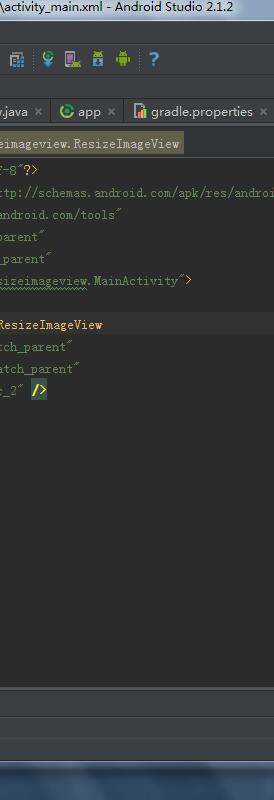 \activity_main.xml - Android Studio 2.1.2
?
.java × app × gradle.properties ×
eimageview.ResizeImageView
f-8"?>
ttp://schemas.android.com/apk/res/androi
android.com/tools"
parent"
_parent"
sizeimageview.MainActivity">
ResizeImageView
tch_parent"
atch_parent"
_2" />